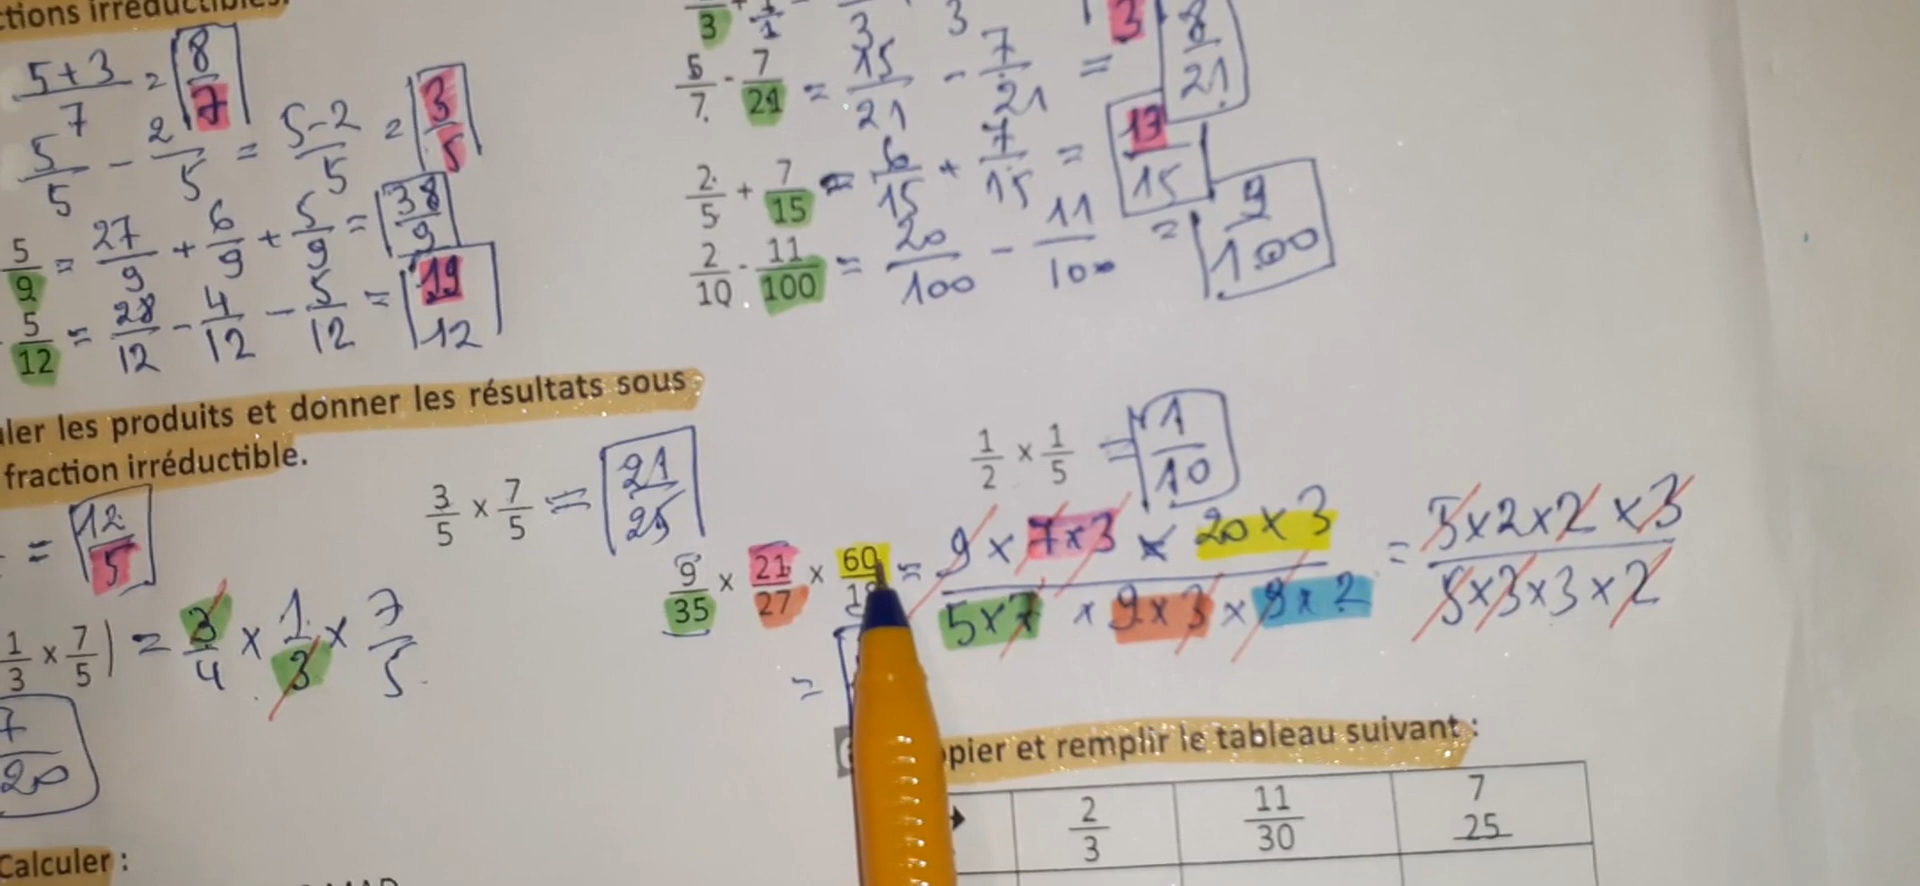 ctions irréductibles.
5+3/7 = 8/7
5/5 - 2/5 = 5-2/5 = 3/5
5/9 = 27/9 + 6/9 + 5/9 = 38/9
5/12 = 28/12 - 4/12 - 5/12 = 19/12
5/7 - 7/21 = 15/21 - 7/21 = 8/21
2/5 + 7/15 = 6/15 + 7/15 = 13/15
2/10 - 11/100 = 20/100 - 11/100 = 9/100
uler les produits et donner les résultats sous
fraction irréductible.
= 12/5
3/5 × 7/5 = 21/25
1/2 × 1/5 = 1/10
1/3 × 7/5) = 3/4 × 1/3 × 7/5
7/20
9/35 × 21/27 × 60/ = 9 × 7×3 × 20×3 / 5×7 × 9×3 × 9×2 = 5×2×2×3 / 5×3×3×2
=
pier et remplir le tableau suivant :
2/3 11/30 7/25
Calculer :